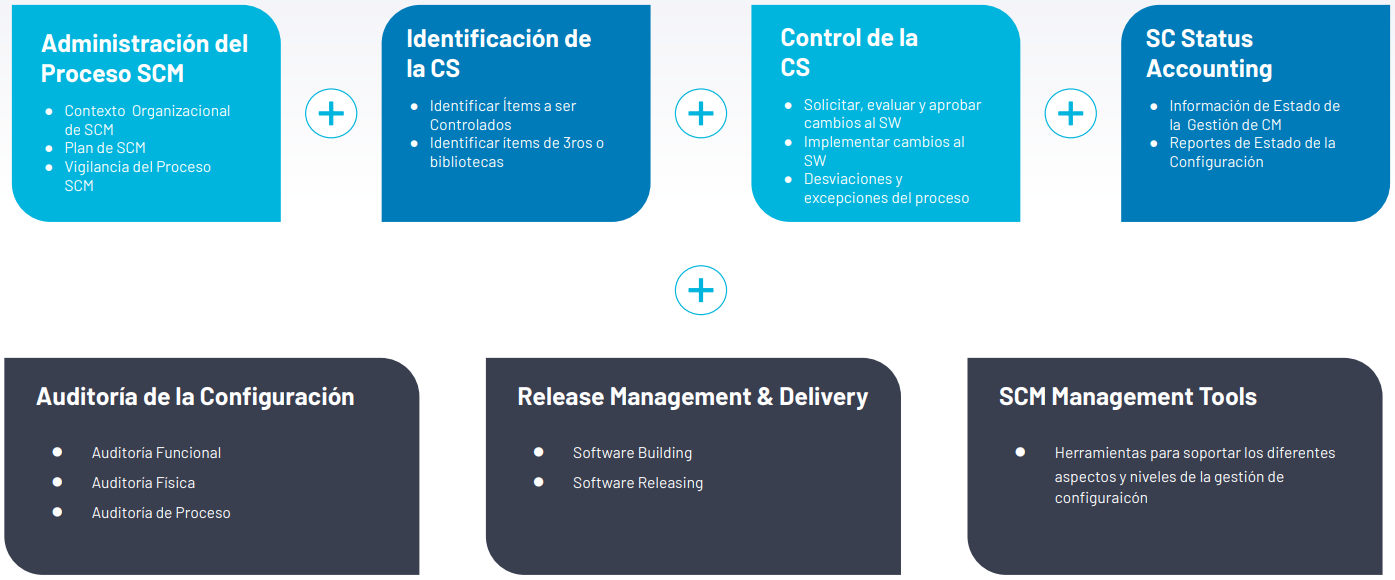 Administración del
Proceso SCM
● Contexto Organizacional
de SCM
● Plan de SCM
● Vigilancia del Proceso
SCM
Identificación de
la CS
● Identificar Ítems a ser
Controlados
● Identificar ítems de 3ros o
bibliotecas
Control de la
CS
● Solicitar, evaluar y aprobar
cambios al SW
● Implementar cambios al
SW
● Desviaciones y
excepciones del proceso
SC Status
Accounting
● Información de Estado de
la Gestión de CM
● Reportes de Estado de la
Configuración
Auditoría de la Configuración
● Auditoría Funcional
● Auditoría Física
● Auditoría de Proceso
Release Management & Delivery
● Software Building
● Software Releasing
SCM Management Tools
● Herramientas para soportar los diferentes
aspectos y niveles de la gestión de
configuraicón